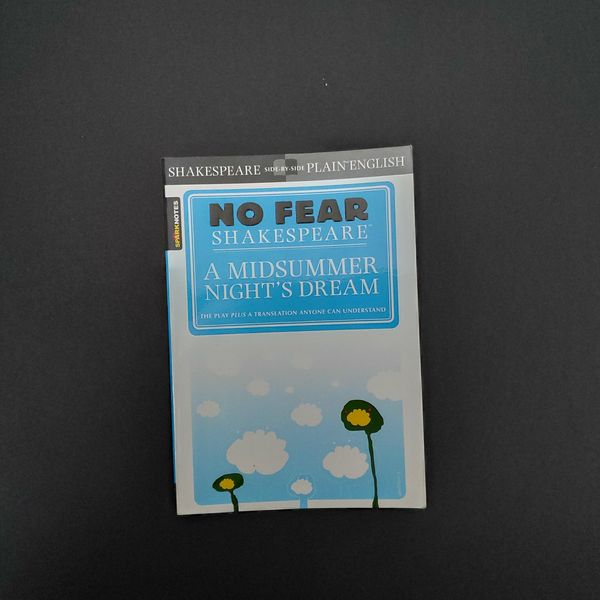 SHAKESPEARE SIDE-BY-SIDE PLAIN ENGLISH
SPARKNOTES
NO FEAR
SHAKESPEARE™
A MIDSUMMER
NIGHT'S DREAM
THE PLAY PLUS A TRANSLATION ANYONE CAN UNDERSTAND